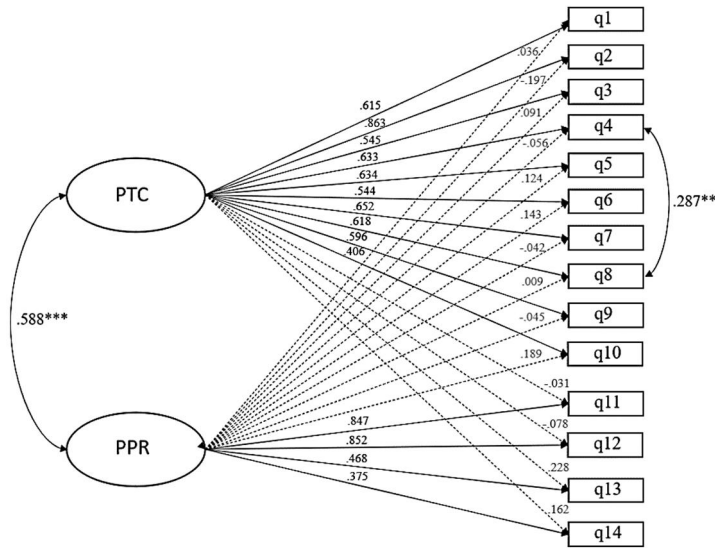 q1
.036
q2
-.197
q3
.091
.615
.863
q4
-.056
.545
.633
q5
.124
.634
PTC
.544
q6
.143
.652
.287**
.618
q7
-.042
.596
.406
q8
.009
q9
-.045
.588***
q10
.189
-.031
q11
.847
-.078
q12
PPR
.852
.468
.228
q13
.375
.162
q14